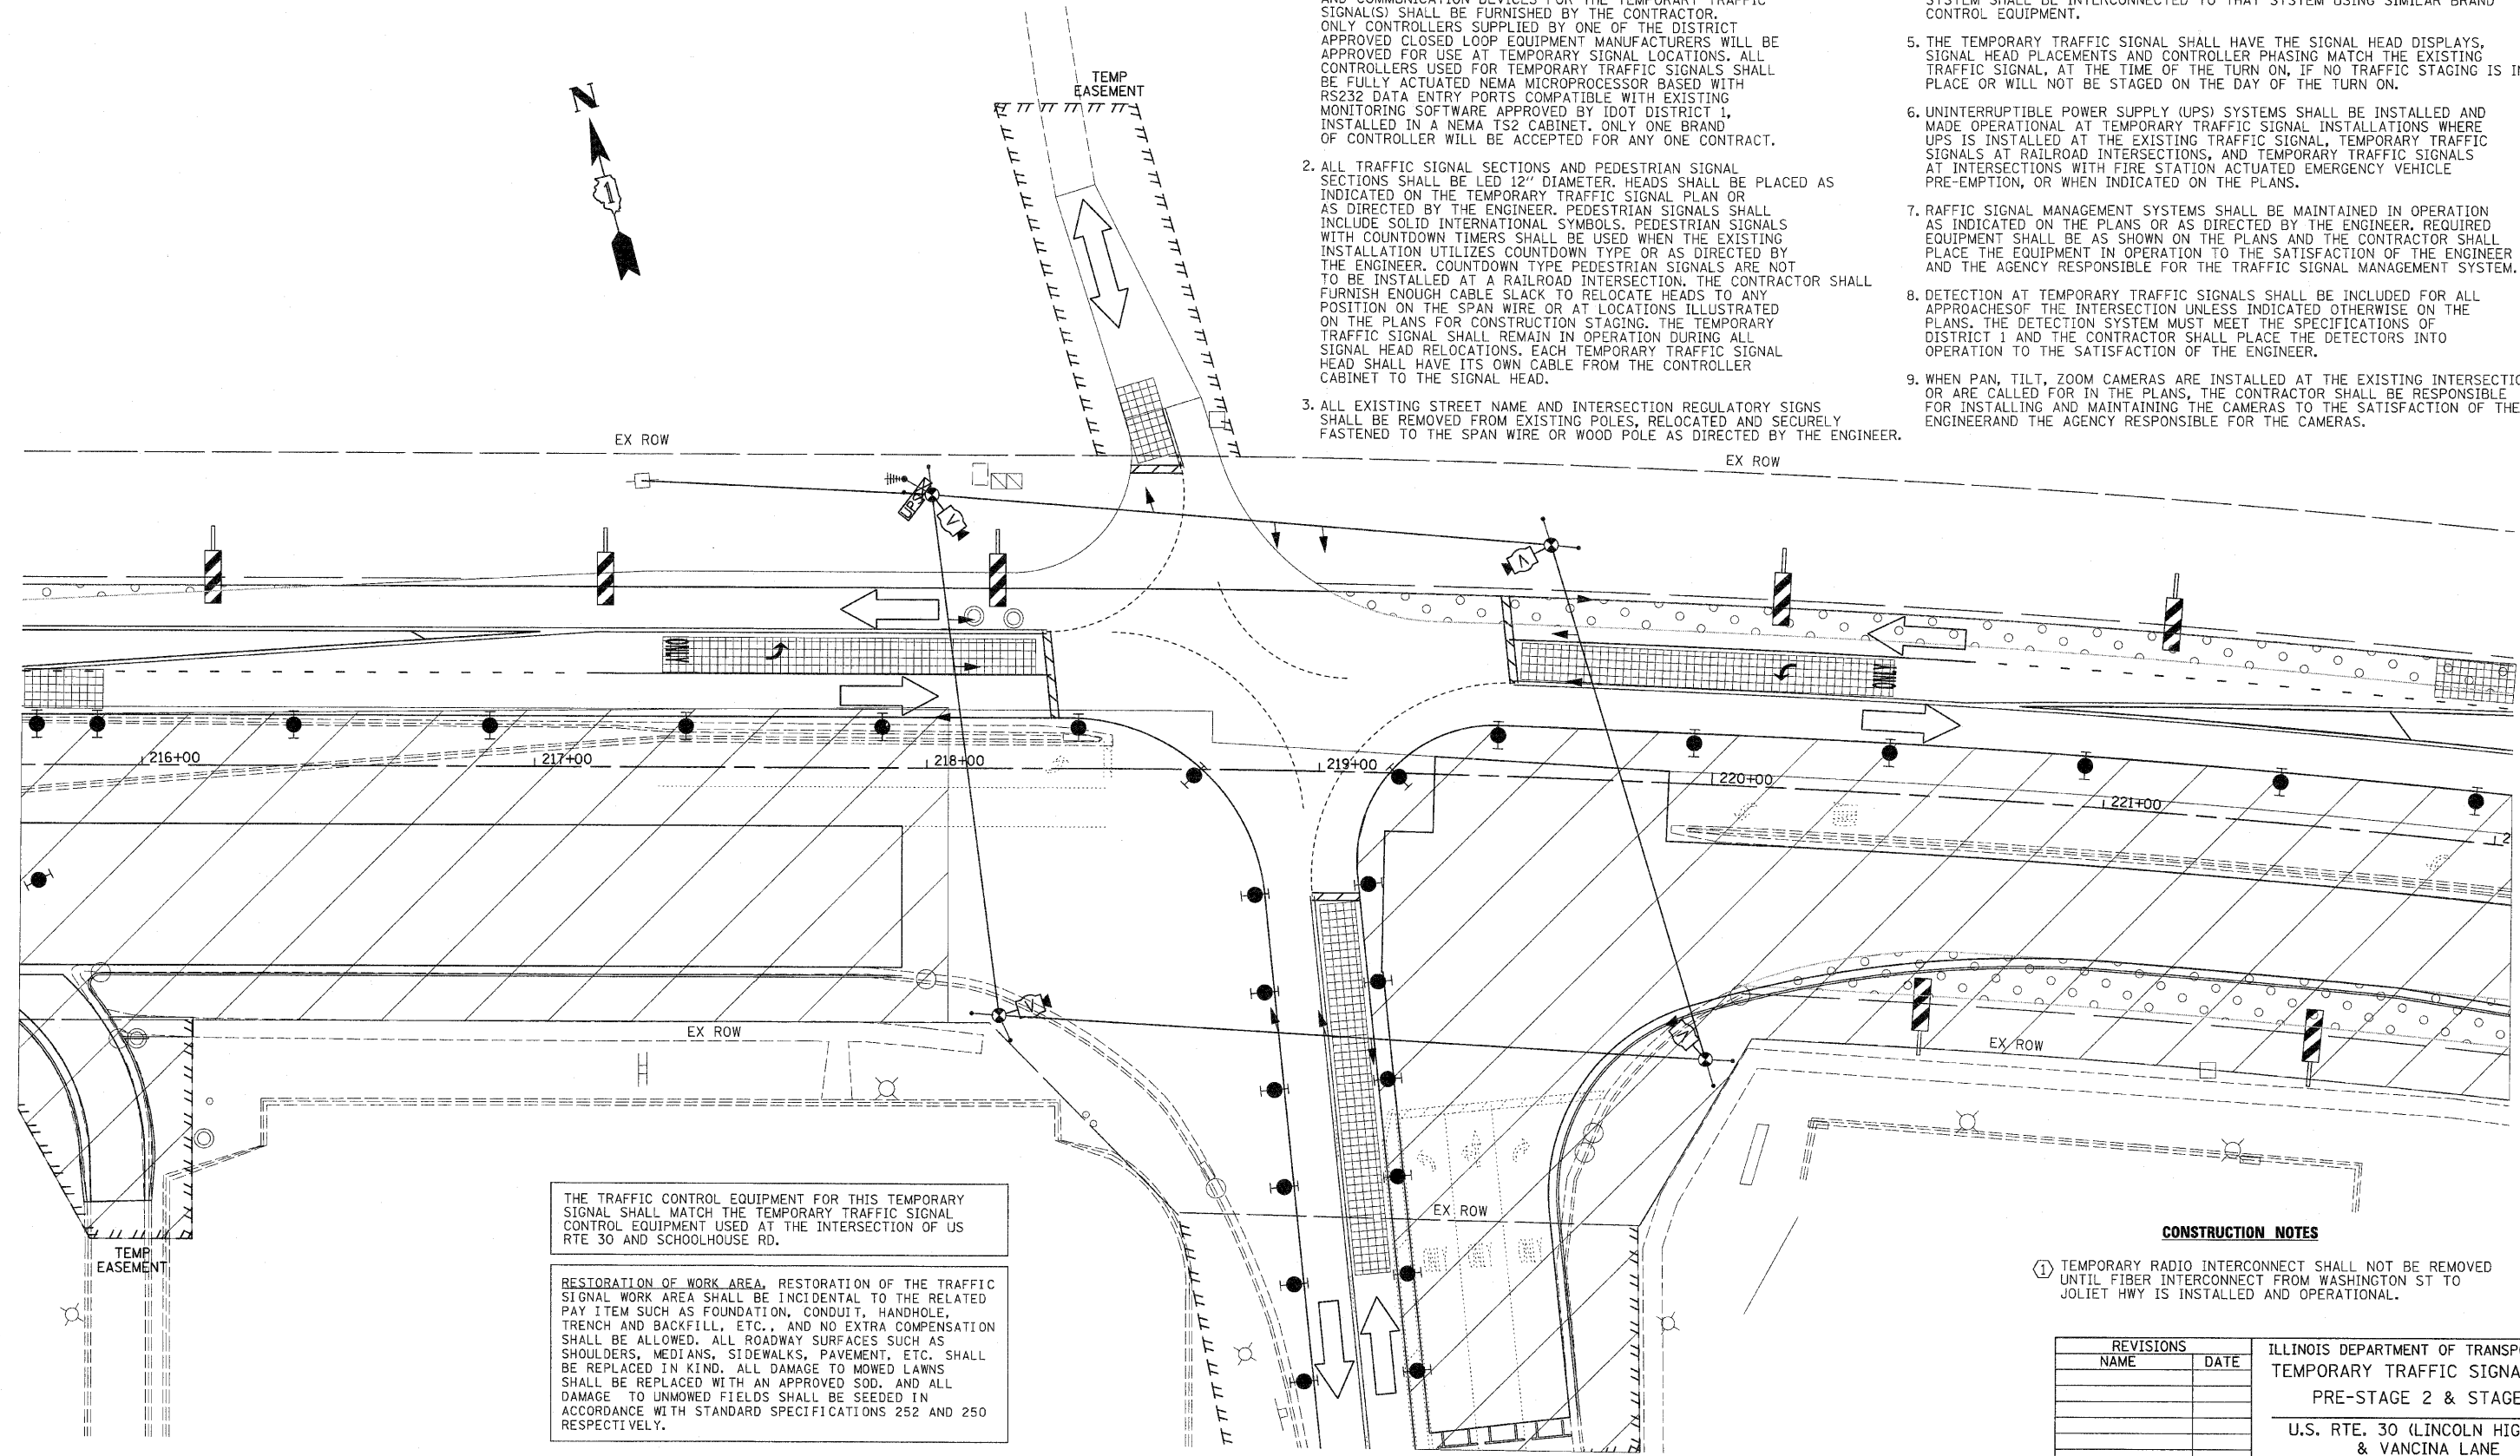 AND COMMUNICATION DEVICES FOR THE TEMPORARY TRAFFIC
SIGNAL(S) SHALL BE FURNISHED BY THE CONTRACTOR.
ONLY CONTROLLERS SUPPLIED BY ONE OF THE DISTRICT
APPROVED CLOSED LOOP EQUIPMENT MANUFACTURERS WILL BE
APPROVED FOR USE AT TEMPORARY SIGNAL LOCATIONS. ALL
CONTROLLERS USED FOR TEMPORARY TRAFFIC SIGNALS SHALL
BE FULLY ACTUATED NEMA MICROPROCESSOR BASED WITH
RS232 DATA ENTRY PORTS COMPATIBLE WITH EXISTING
MONITORING SOFTWARE APPROVED BY IDOT DISTRICT 1,
INSTALLED IN A NEMA TS2 CABINET. ONLY ONE BRAND
OF CONTROLLER WILL BE ACCEPTED FOR ANY ONE CONTRACT.
2. ALL TRAFFIC SIGNAL SECTIONS AND PEDESTRIAN SIGNAL
SECTIONS SHALL BE LED 12'' DIAMETER. HEADS SHALL BE PLACED AS
INDICATED ON THE TEMPORARY TRAFFIC SIGNAL PLAN OR
AS DIRECTED BY THE ENGINEER. PEDESTRIAN SIGNALS SHALL
INCLUDE SOLID INTERNATIONAL SYMBOLS. PEDESTRIAN SIGNALS
WITH COUNTDOWN TIMERS SHALL BE USED WHEN THE EXISTING
INSTALLATION UTILIZES COUNTDOWN TYPE OR AS DIRECTED BY
THE ENGINEER. COUNTDOWN TYPE PEDESTRIAN SIGNALS ARE NOT
TO BE INSTALLED AT A RAILROAD INTERSECTION. THE CONTRACTOR SHALL
FURNISH ENOUGH CABLE SLACK TO RELOCATE HEADS TO ANY
POSITION ON THE SPAN WIRE OR AT LOCATIONS ILLUSTRATED
ON THE PLANS FOR CONSTRUCTION STAGING. THE TEMPORARY
TRAFFIC SIGNAL SHALL REMAIN IN OPERATION DURING ALL
SIGNAL HEAD RELOCATIONS. EACH TEMPORARY TRAFFIC SIGNAL
HEAD SHALL HAVE ITS OWN CABLE FROM THE CONTROLLER
CABINET TO THE SIGNAL HEAD.
3. ALL EXISTING STREET NAME AND INTERSECTION REGULATORY SIGNS
SHALL BE REMOVED FROM EXISTING POLES, RELOCATED AND SECURELY
FASTENED TO THE SPAN WIRE OR WOOD POLE AS DIRECTED BY THE ENGINEER.
SYSTEM SHALL BE INTERCONNECTED TO THAT SYSTEM USING SIMILAR BRAND
CONTROL EQUIPMENT.
5. THE TEMPORARY TRAFFIC SIGNAL SHALL HAVE THE SIGNAL HEAD DISPLAYS,
SIGNAL HEAD PLACEMENTS AND CONTROLLER PHASING MATCH THE EXISTING
TRAFFIC SIGNAL, AT THE TIME OF THE TURN ON, IF NO TRAFFIC STAGING IS IN
PLACE OR WILL NOT BE STAGED ON THE DAY OF THE TURN ON.
6. UNINTERRUPTIBLE POWER SUPPLY (UPS) SYSTEMS SHALL BE INSTALLED AND
MADE OPERATIONAL AT TEMPORARY TRAFFIC SIGNAL INSTALLATIONS WHERE
UPS IS INSTALLED AT THE EXISTING TRAFFIC SIGNAL, TEMPORARY TRAFFIC
SIGNALS AT RAILROAD INTERSECTIONS, AND TEMPORARY TRAFFIC SIGNALS
AT INTERSECTIONS WITH FIRE STATION ACTUATED EMERGENCY VEHICLE
PRE-EMPTION, OR WHEN INDICATED ON THE PLANS.
7. RAFFIC SIGNAL MANAGEMENT SYSTEMS SHALL BE MAINTAINED IN OPERATION
AS INDICATED ON THE PLANS OR AS DIRECTED BY THE ENGINEER. REQUIRED
EQUIPMENT SHALL BE AS SHOWN ON THE PLANS AND THE CONTRACTOR SHALL
PLACE THE EQUIPMENT IN OPERATION TO THE SATISFACTION OF THE ENGINEER
AND THE AGENCY RESPONSIBLE FOR THE TRAFFIC SIGNAL MANAGEMENT SYSTEM.
8. DETECTION AT TEMPORARY TRAFFIC SIGNALS SHALL BE INCLUDED FOR ALL
APPROACHESOF THE INTERSECTION UNLESS INDICATED OTHERWISE ON THE
PLANS. THE DETECTION SYSTEM MUST MEET THE SPECIFICATIONS OF
DISTRICT 1 AND THE CONTRACTOR SHALL PLACE THE DETECTORS INTO
OPERATION TO THE SATISFACTION OF THE ENGINEER.
9. WHEN PAN, TILT, ZOOM CAMERAS ARE INSTALLED AT THE EXISTING INTERSECTIO
OR ARE CALLED FOR IN THE PLANS, THE CONTRACTOR SHALL BE RESPONSIBLE
FOR INSTALLING AND MAINTAINING THE CAMERAS TO THE SATISFACTION OF THE
ENGINEERAND THE AGENCY RESPONSIBLE FOR THE CAMERAS.
TEMP
EASEMENT
N
1
EX ROW
EX ROW
UPS
V
V
216+00
217+00
218+00
219+00
220+00
221+00
2
V
V
EX ROW
EX ROW
EX ROW
TEMP
EASEMENT
THE TRAFFIC CONTROL EQUIPMENT FOR THIS TEMPORARY
SIGNAL SHALL MATCH THE TEMPORARY TRAFFIC SIGNAL
CONTROL EQUIPMENT USED AT THE INTERSECTION OF US
RTE 30 AND SCHOOLHOUSE RD.
RESTORATION OF WORK AREA. RESTORATION OF THE TRAFFIC
SIGNAL WORK AREA SHALL BE INCIDENTAL TO THE RELATED
PAY ITEM SUCH AS FOUNDATION, CONDUIT, HANDHOLE,
TRENCH AND BACKFILL, ETC., AND NO EXTRA COMPENSATION
SHALL BE ALLOWED. ALL ROADWAY SURFACES SUCH AS
SHOULDERS, MEDIANS, SIDEWALKS, PAVEMENT, ETC. SHALL
BE REPLACED IN KIND. ALL DAMAGE TO MOWED LAWNS
SHALL BE REPLACED WITH AN APPROVED SOD. AND ALL
DAMAGE TO UNMOWED FIELDS SHALL BE SEEDED IN
ACCORDANCE WITH STANDARD SPECIFICATIONS 252 AND 250
RESPECTIVELY.
CONSTRUCTION NOTES
1 TEMPORARY RADIO INTERCONNECT SHALL NOT BE REMOVED
UNTIL FIBER INTERCONNECT FROM WASHINGTON ST TO
JOLIET HWY IS INSTALLED AND OPERATIONAL.
REVISIONS
NAME DATE
ILLINOIS DEPARTMENT OF TRANSP
TEMPORARY TRAFFIC SIGNA
PRE-STAGE 2 & STAGE
U.S. RTE. 30 (LINCOLN HIG
& VANCINA LANE